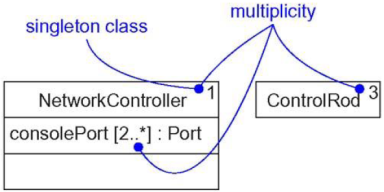 multiplicity
singleton class
NetworkController 1
ControlRod 3
consolePort [2..*] : Port